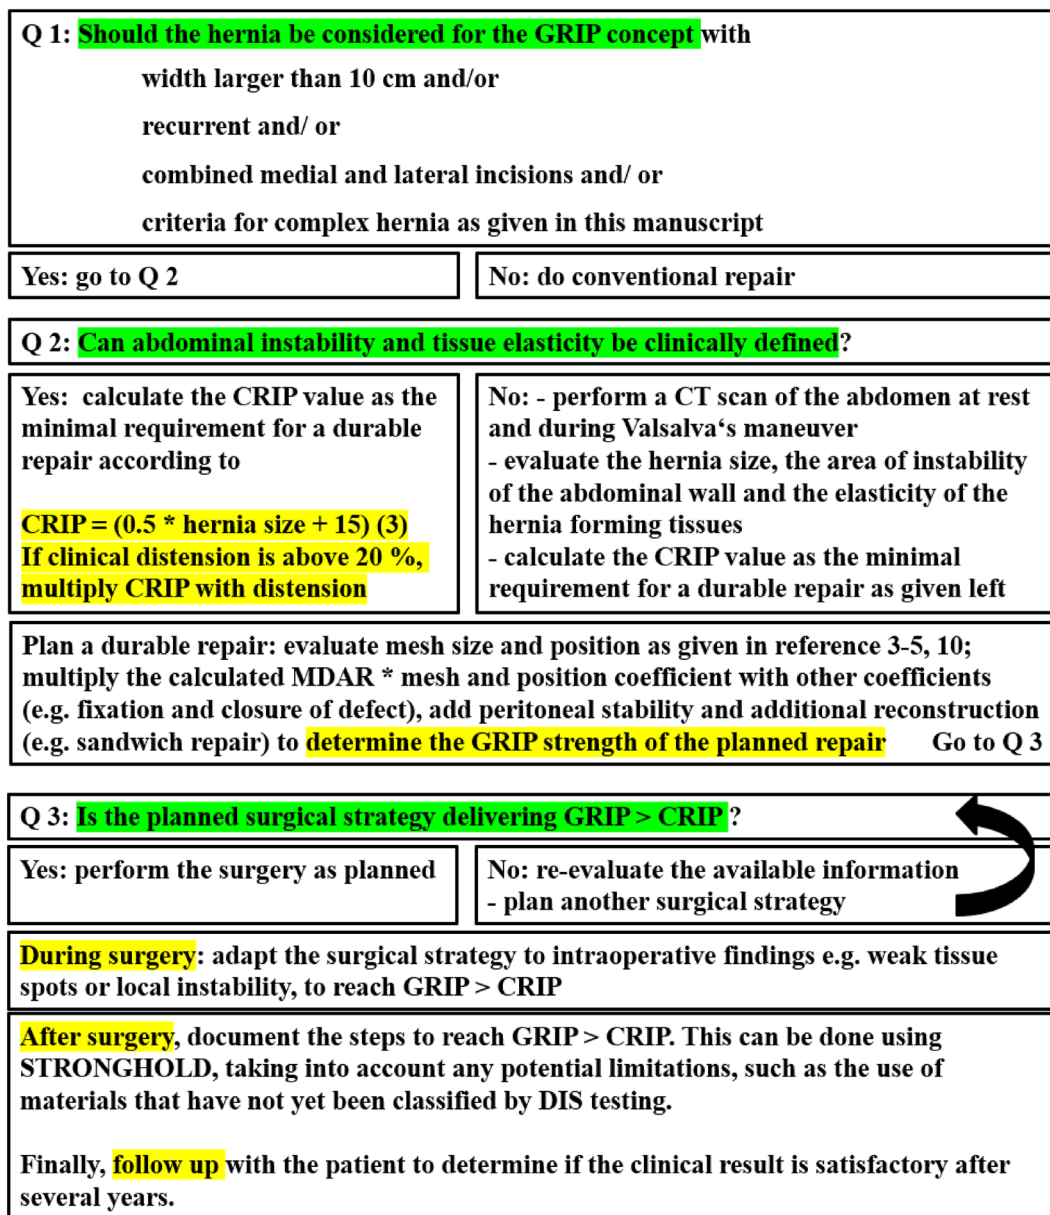 Q 1: Should the hernia be considered for the GRIP concept with
width larger than 10 cm and/or
recurrent and/ or
combined medial and lateral incisions and/ or
criteria for complex hernia as given in this manuscript
Yes: go to Q 2
No: do conventional repair
Q 2: Can abdominal instability and tissue elasticity be clinically defined?
Yes:  calculate the CRIP value as the
minimal requirement for a durable
repair according to
CRIP = (0.5 * hernia size + 15) (3)
If clinical distension is above 20 %,
multiply CRIP with distension
No: - perform a CT scan of the abdomen at rest
and during Valsalva‘s maneuver
- evaluate the hernia size, the area of instability
of the abdominal wall and the elasticity of the
hernia forming tissues
- calculate the CRIP value as the minimal
requirement for a durable repair as given left
Plan a durable repair: evaluate mesh size and position as given in reference 3-5, 10;
multiply the calculated MDAR * mesh and position coefficient with other coefficients
(e.g. fixation and closure of defect), add peritoneal stability and additional reconstruction
(e.g. sandwich repair) to determine the GRIP strength of the planned repair Go to Q 3
Q 3: Is the planned surgical strategy delivering GRIP > CRIP ?
Yes: perform the surgery as planned
No: re-evaluate the available information
- plan another surgical strategy
During surgery: adapt the surgical strategy to intraoperative findings e.g. weak tissue
spots or local instability, to reach GRIP > CRIP
After surgery, document the steps to reach GRIP > CRIP. This can be done using
STRONGHOLD, taking into account any potential limitations, such as the use of
materials that have not yet been classified by DIS testing.
Finally, follow up with the patient to determine if the clinical result is satisfactory after
several years.